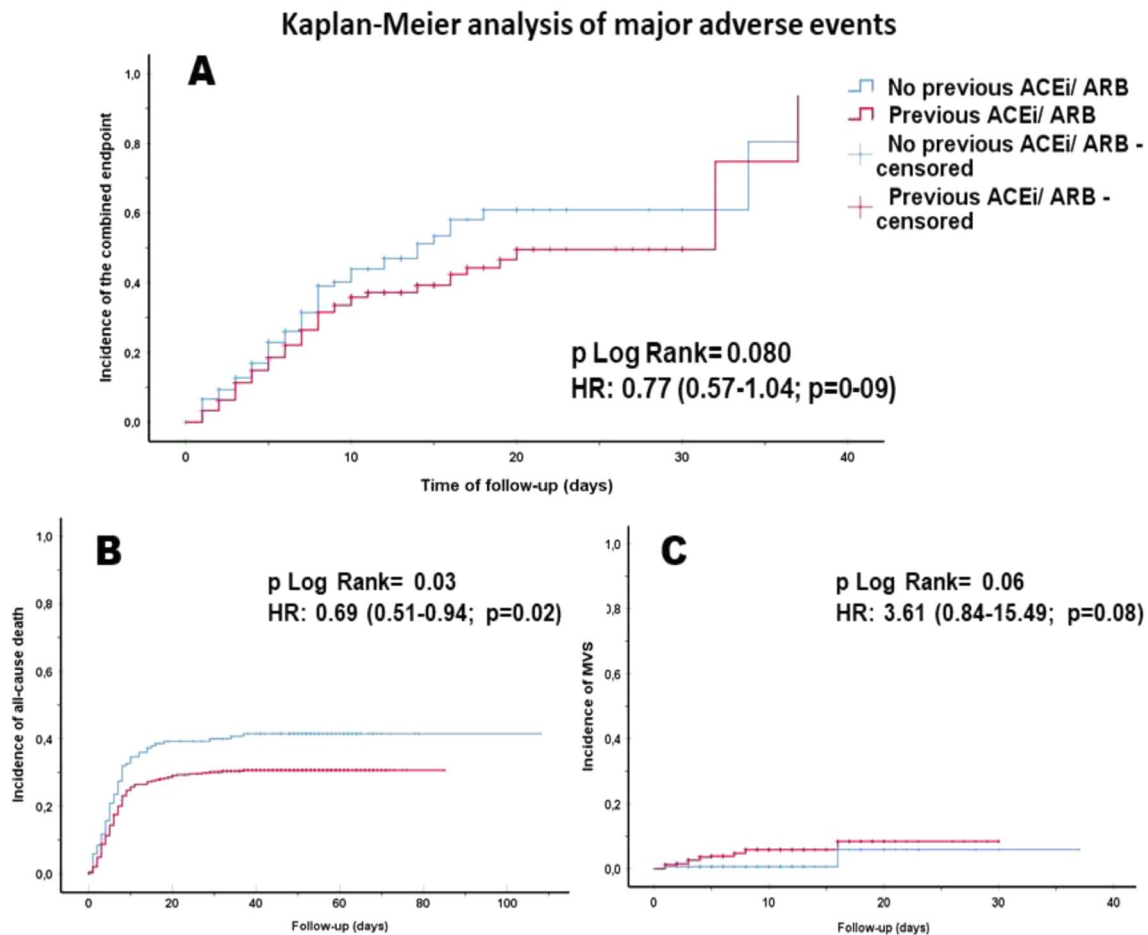 Kaplan-Meier analysis of major adverse events
A
1,0
0,8
0,6
0,4
0,2
0,0
Incidence of the combined endpoint
0
10
20
30
40
Time of follow-up (days)
No previous ACEi/ ARB
Previous ACEi/ ARB
No previous ACEi/ ARB -
censored
Previous ACEi/ ARB -
censored
p Log Rank= 0.080
HR: 0.77 (0.57-1.04; p=0-09)
B
1,0
0,8
0,6
0,4
0,2
0,0
Incidence of all-cause death
0
20
40
60
80
100
Follow-up (days)
p Log Rank= 0.03
HR: 0.69 (0.51-0.94; p=0.02)
C
1,0
0,8
0,6
0,4
0,2
0,0
Incidence of MVS
0
10
20
30
40
Follow-up (days)
p Log Rank= 0.06
HR: 3.61 (0.84-15.49; p=0.08)